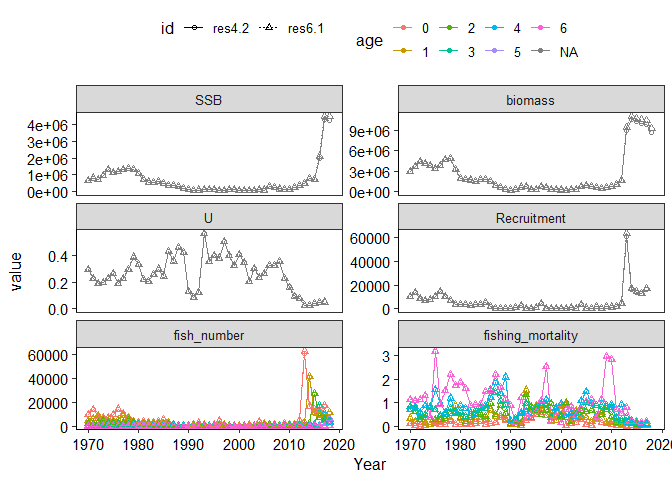 id res4.2 res6.1
age 0 2 4 6
1 3 5 NA
SSB biomass
4e+06
3e+06
2e+06
1e+06
0e+00
9e+06
6e+06
3e+06
0e+00
U Recruitment
0.4
0.2
0.0
60000
40000
20000
0
fish_number fishing_mortality
60000
40000
20000
0
3
2
1
0
value
1970 1980 1990 2000 2010 2020 1970 1980 1990 2000 2010 202
Year